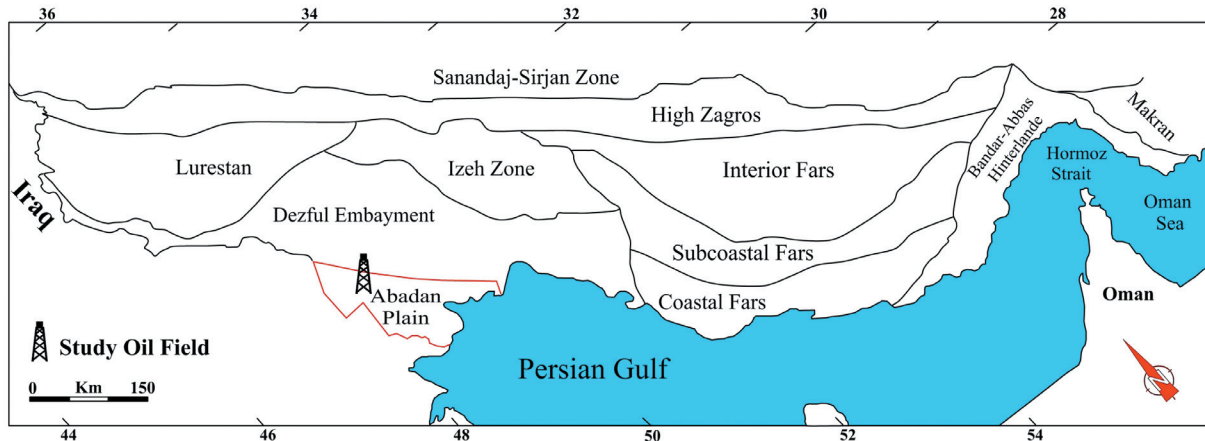 36 34 32 30 28
Sanandaj-Sirjan Zone
High Zagros
Makran
Bandar-Abbas
Hinterlande
Lurestan
Izeh Zone
Interior Fars
Hormoz
Strait
Iraq
Dezful Embayment
Oman
Sea
Subcoastal Fars
Abadan
Plain
Coastal Fars
Oman
Study Oil Field
Persian Gulf
0 Km 150
N
44 46 48 50 52 54